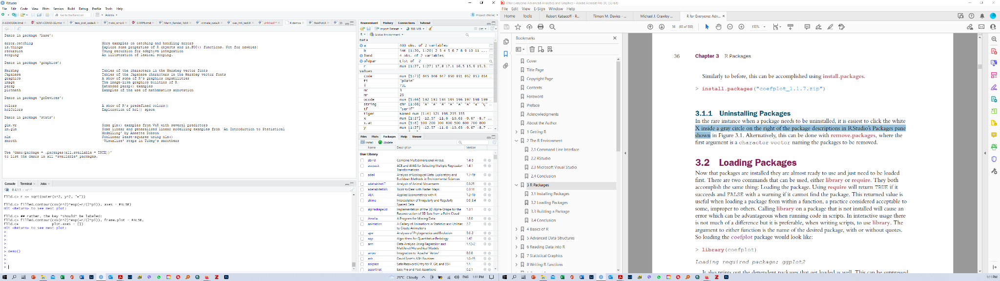 RStudio
File Edit Code View Plots Session Build Debug Profile Tools Help
Go to file/function
Addins
Project: (None)
SOVI-COVID-02.rmd
box_plot_code.R
histo_who.R
CMIP6.rmd
Mann_Kendel_1st.R
climate_data.R
sias_mK_test.R
Untitled7*
R demos
BoxPlot.R
Demos in package 'base':
error.catching More examples on catching and handling errors
is.things Explore some properties of R objects and is.FOO() functions. Not for newbies!
recursion Using recursion for adaptive integration
scoping An illustration of lexical scoping.
Demos in package 'graphics':
Hershey Tables of the characters in the Hershey vector fonts
Japanese Tables of the Japanese characters in the Hershey vector fonts
graphics A show of some of R's graphics capabilities
image The image-like graphics builtins of R
persp Extended persp() examples
plotmath Examples of the use of mathematics annotation
Demos in package 'grDevices':
colors A show of R's predefined colors()
hclColors Exploration of hcl() space
Demos in package 'stats':
glm.vr Some glm() examples from V&R with several predictors
lm.glm Some linear and generalized linear modelling examples from 'An Introduction to Statistical
Modelling' by Annette Dobson
nlm Nonlinear least-squares using nlm()
smooth 'Visualize' steps in Tukey's smoothers
Use 'demo(package = .packages(all.available = TRUE))'
to list the demos in all *available* packages.
Console Terminal Jobs
R 4.1.1 · ~/
flld.c> r <- sqrt(outer(x^2, y^2, "+"))
flld.c> filled.contour(cos(r^2)*exp(-r/(2*pi)), axes = FALSE)
Hit <Return> to see next plot:
flld.c> ## rather, the key *should* be labeled:
flld.c> filled.contour(cos(r^2)*exp(-r/(2*pi)), frame.plot = FALSE,
flld.c+ plot.axes = {})
Hit <Return> to see next plot:
>
>
>
>
> demo()
>
>
>
>
Environment History Connections Tutorial
Import Dataset 366 MiB List
R Global Environment
Data
a 400 obs. of 2 variables
b int [1:20, 1:20] 2 3 4 5 6 7 8 9 10 11 ...
land 4 obs. of 2 variables
oldpar List of 2
r num [1:27, 1:27] 17.8 17.1 16.5 15.9 15.3...
Values
code num [1:73] 845 846 847 850 851 852 853 854 ...
ff "plain"
i 73L
nc 3
nr 25
ocode num [1:66] 192 193 194 195 196 197 198 199 ...
string
tf "serif"
tiger Named num [1:4] 121 198 235 355
x num [1:27] -12.57 -11.6 -10.63 -9.67 -8.7 ...
x.at num [1:8] 100 200 300 400 500 600 700 800
y num [1:27] -12.57 -11.6 -10.63 -9.67 -8.7 ...
Files Plots Packages Help Viewer
Install Update
Name Description Version
User Library
abind Combine Multidimensional Arrays 1.4-5
acepack ACE and AVAS for Selecting Multiple Regression Transformations 1.4.1
ade4 Analysis of Ecological Data: Exploratory and Euclidean Methods in Environmental Sciences 1.7-19
adehabitatLT Analysis of Animal Movements 0.3.25
adehabitatMA Tools to Deal with Raster Maps 0.3.14
AER Applied Econometrics with R 1.2-10
akima Interpolation of Irregularly and Regularly Spaced Data 0.6-3.4
alphashape3d Implementation of the 3D Alpha-Shape for the Reconstruction of 3D Sets from a Point Cloud 1.3.1
Amelia A Program for Missing Data 1.8.0
animation A Gallery of Animations in Statistics and Utilities to Create Animations 2.7
ape Analyses of Phylogenetics and Evolution 5.6-2
aqp Algorithms for Quantitative Pedology 1.42
arm Data Analysis Using Regression and Multilevel/Hierarchical Models 1.12-2
arrow Integration to 'Apache' 'Arrow' 8.0.0
ash David Scott's ASH Routines 1.0-15
askpass Safe Password Entry for R, Git, and SSH 1.1
assertthat Easy Pre and Post Assertions 0.2.1
29°C Cloudy ENG 1:11 PM
R for Everyone: Advanced Analytics and Graphics - Adobe Acrobat Pro DC (32-bit)
File Edit View E-Sign Window Help
Home Tools Robert Kabacoff - R... Tilman M. Davies - ... Michael J. Crawley ... R for Everyone: Adv... ×
36 (63 of 560) 150%
Bookmarks
Cover
Title Page
Copyright Page
Contents
Foreword
Preface
Acknowledgments
About the Author
1 Getting R
2 The R Environment
2.1 Command Line Interface
2.2 RStudio
2.3 Microsoft Visual Studio
2.4 Conclusion
3 R Packages
3.1 Installing Packages
3.2 Loading Packages
3.3 Building a Package
3.4 Conclusion
4 Basics of R
5 Advanced Data Structures
6 Reading Data into R
7 Statistical Graphics
8 Writing R functions
36 Chapter 3 R Packages
Similarly to before, this can be accomplished using install.packages.
> install.packages("coefplot_1.1.7.zip")
3.1.1 Uninstalling Packages
In the rare instance when a package needs to be uninstalled, it is easiest to click the white
X inside a gray circle on the right of the package descriptions in RStudio's Packages pane
shown in Figure 3.1. Alternatively, this can be done with remove.packages, where the
first argument is a character vector naming the packages to be removed.
3.2 Loading Packages
Now that packages are installed they are almost ready to use and just need to be loaded
first. There are two commands that can be used, either library or require. They both
accomplish the same thing: Loading the package. Using require will return TRUE if it
succeeds and FALSE with a warning if it cannot find the package. This returned value is
useful when loading a package from within a function, a practice considered acceptable to
some, improper to others. Calling library on a package that is not installed will cause an
error which can be advantageous when running code in scripts. In interactive usage there
is not much of a difference but it is preferable, when writing scripts, to use library. The
argument to either function is the name of the desired package, with or without quotes.
So loading the coefplot package would look like:
> library(coefplot)
Loading required package: ggplot2
It also prints out the dependent packages that get loaded as well. This can be suppressed
1:11 PM